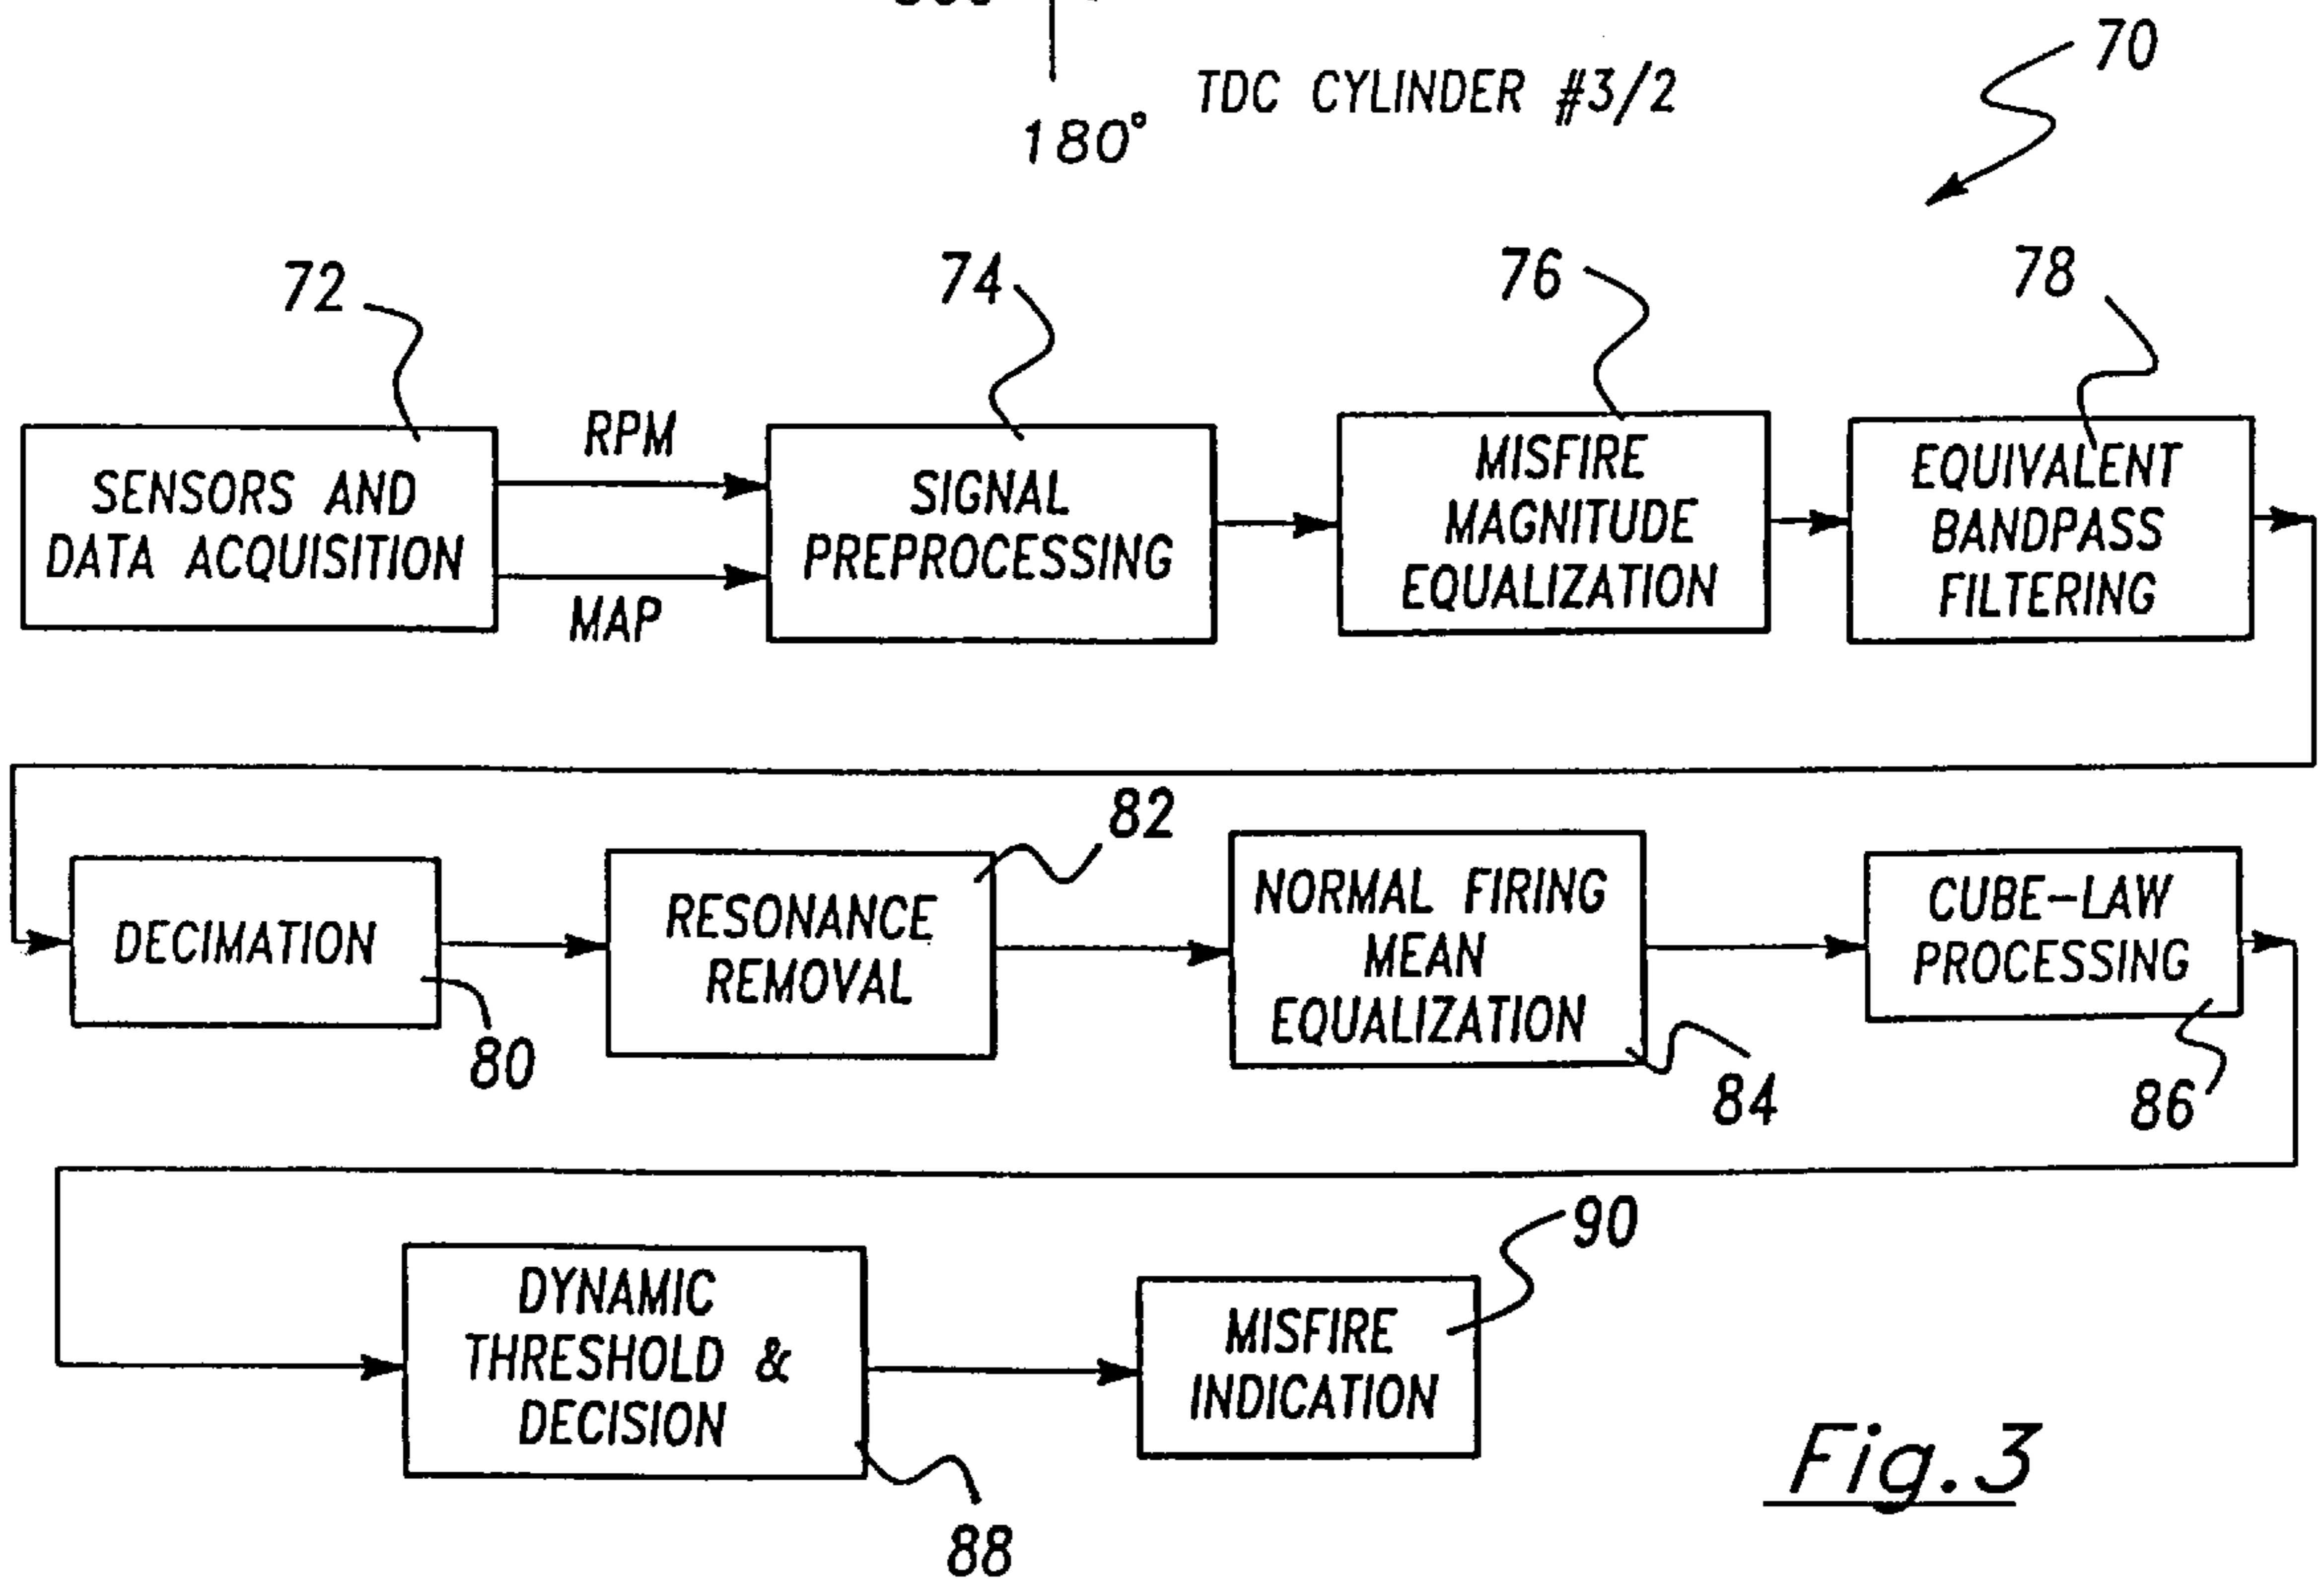 180°
TDC CYLINDER #3/2
70
72
74
76
78
SENSORS AND
DATA ACQUISITION
RPM
MAP
SIGNAL
PREPROCESSING
MISFIRE
MAGNITUDE
EQUALIZATION
EQUIVALENT
BANDPASS
FILTERING
DECIMATION
80
RESONANCE
REMOVAL
82
NORMAL FIRING
MEAN
EQUALIZATION
84
CUBE-LAW
PROCESSING
86
DYNAMIC
THRESHOLD &
DECISION
88
MISFIRE
INDICATION
90
Fig. 3